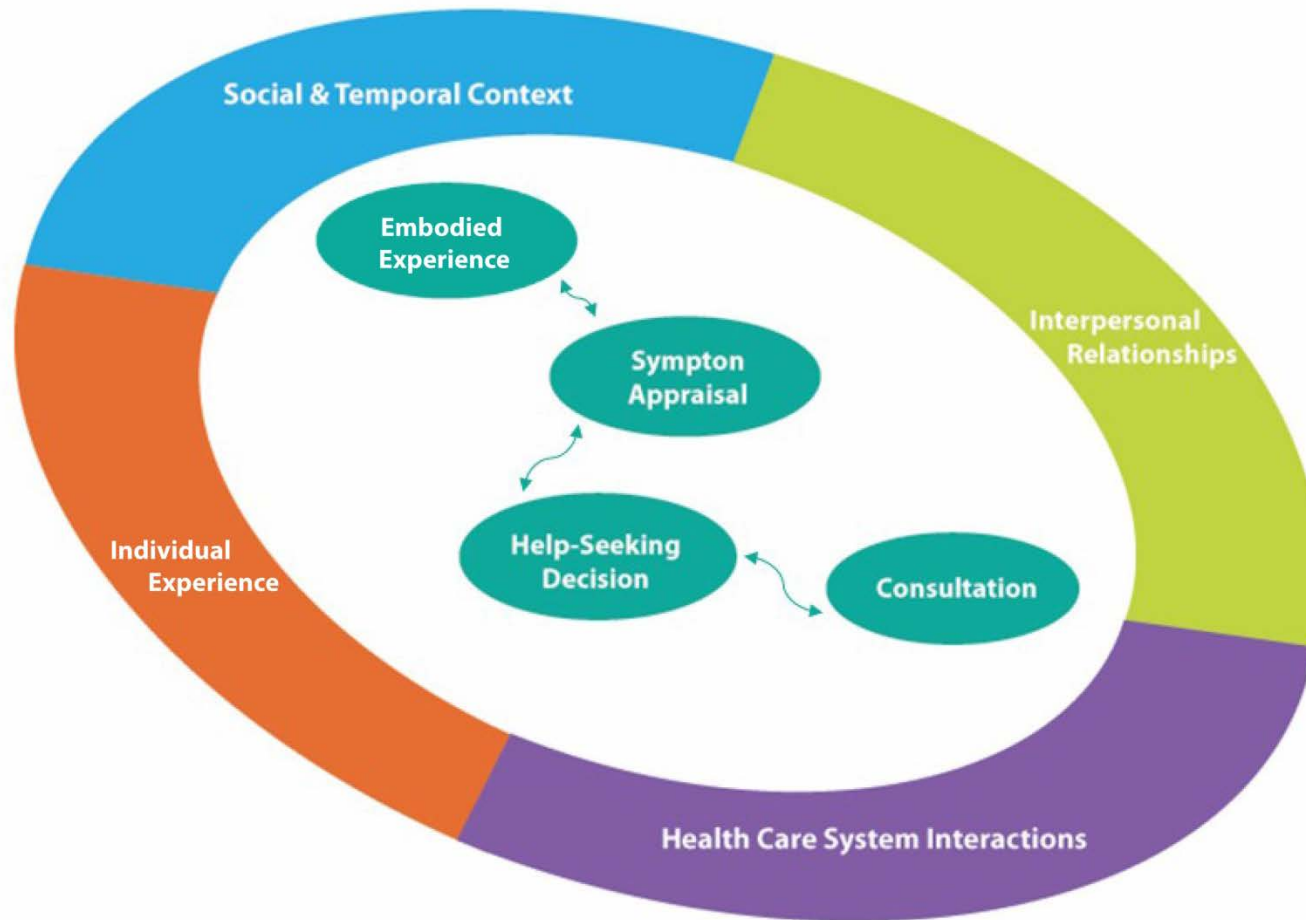 Social & Temporal Context
Embodied
Experience
Interpersonal
Relationships
Sympton
Appraisal
Individual
Experience
Help-Seeking
Decision
Consultation
Health Care System Interactions